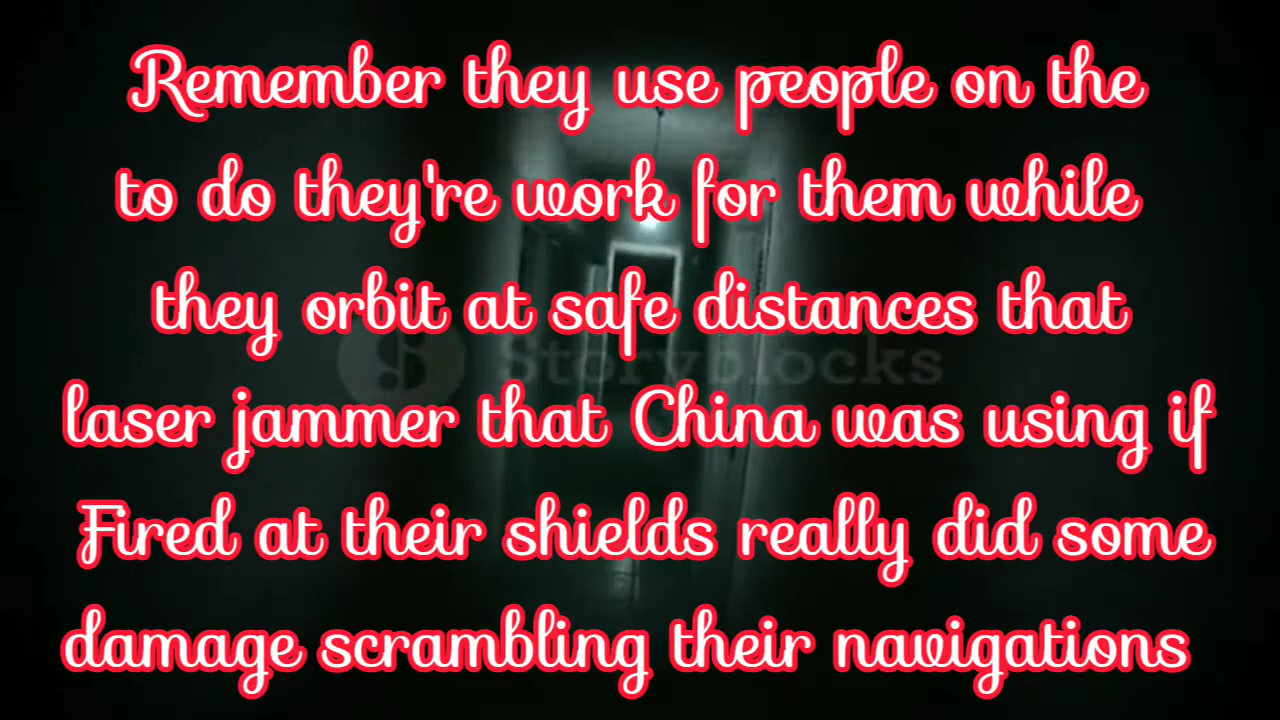 Remember they use people on the
to do they're work for them while
they orbit at safe distances that
Storyblocks
laser jammer that China was using if
Fired at their shields really did some
damage scrambling their navigations